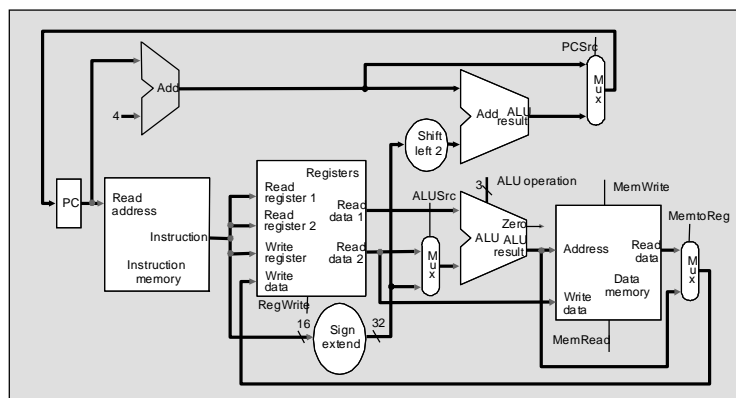 PCSrc
Add
4
Mux
Add
ALU
result
Shift
left 2
PC
Read
address
Instruction
Instruction
memory
Registers
Read
register 1
Read
register 2
Write
register
Write
data
Read
data 1
Read
data 2
RegWrite
16
Sign
extend
32
ALUSrc
Mux
3
ALU operation
Zero
ALU
ALU
result
MemWrite
Address
Read
data
Data
memory
Write
data
MemRead
MemtoReg
Mux